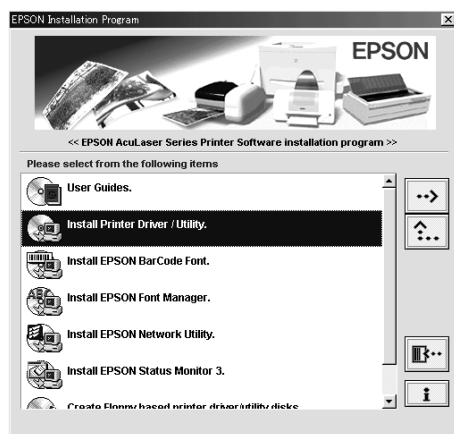 EPSON Installation Program
EPSON
<< EPSON AcuLaser Series Printer Software installation program >>
Please select from the following items
User Guides.
Install Printer Driver / Utility.
Install EPSON BarCode Font.
Install EPSON Font Manager.
Install EPSON Network Utility.
Install EPSON Status Monitor 3.
Create Floppy based printer driver/utility disks